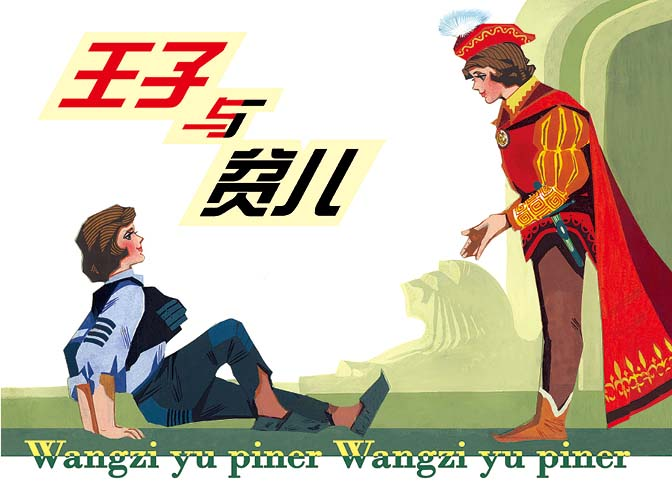 王子
与
贫儿
Wangzi yu piner Wangzi yu piner